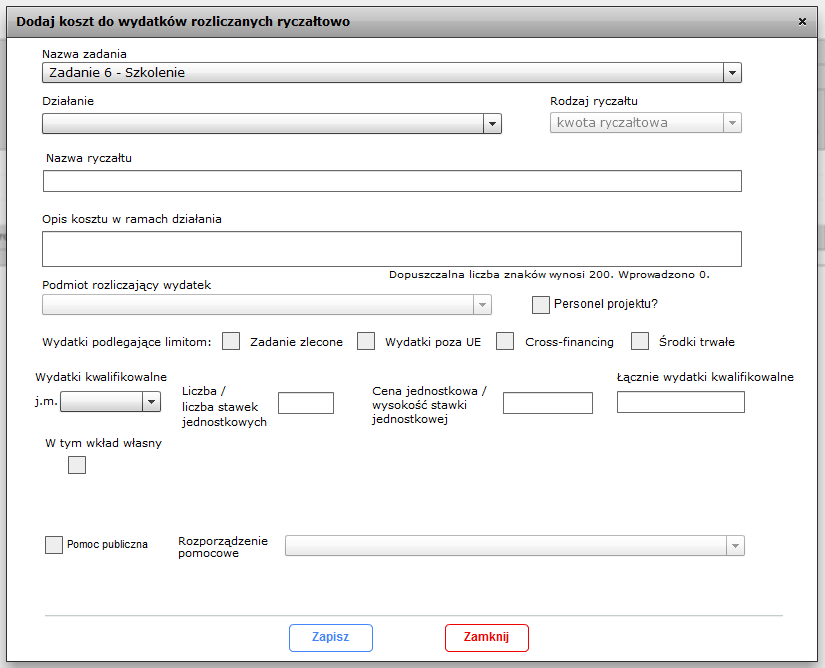 Dodaj koszt do wydatków rozliczanych ryczałtowo
Nazwa zadania
Zadanie 6 - Szkolenie
Działanie
Rodzaj ryczałtu
kwota ryczałtowa
Nazwa ryczałtu
Opis kosztu w ramach działania
Dopuszczalna liczba znaków wynosi 200. Wprowadzono 0.
Podmiot rozliczający wydatek
Personel projektu?
Wydatki podlegające limitom:
Zadanie zlecone
Wydatki poza UE
Cross-financing
Środki trwałe
Wydatki kwalifikowalne
j.m.
Liczba /
liczba stawek
jednostkowych
Cena jednostkowa /
wysokość stawki
jednostkowej
Łącznie wydatki kwalifikowalne
W tym wkład własny
Pomoc publiczna
Rozporządzenie
pomocowe
Zapisz
Zamknij